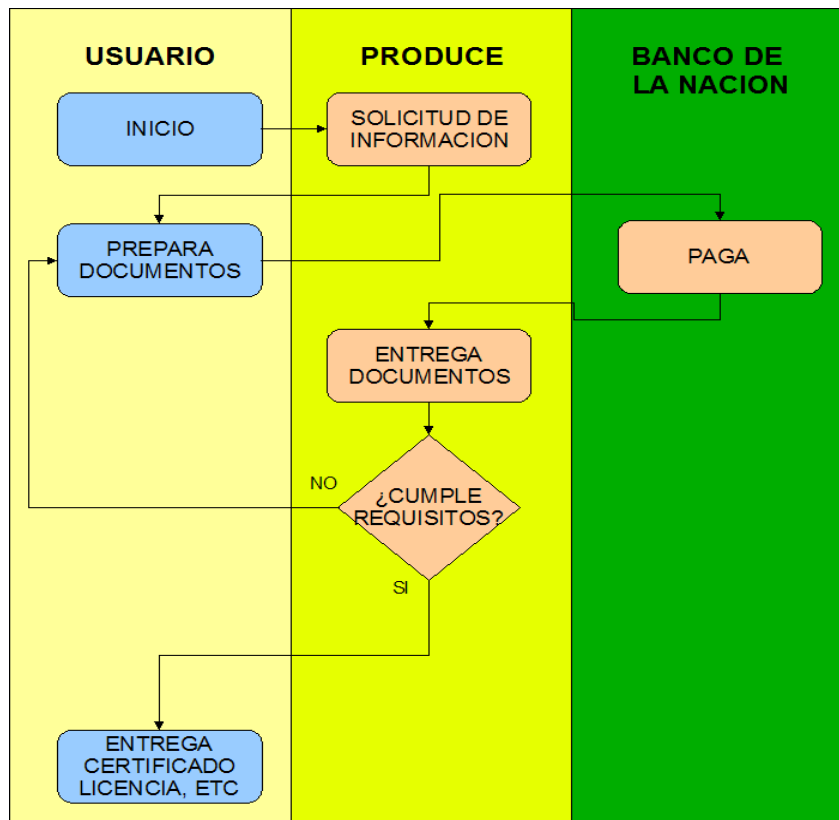 USUARIO
PRODUCE
BANCO DE
LA NACION
INICIO
SOLICITUD DE
INFORMACION
PREPARA
DOCUMENTOS
PAGA
ENTREGA
DOCUMENTOS
¿CUMPLE
REQUISITOS?
NO
SI
ENTREGA
CERTIFICADO
LICENCIA, ETC